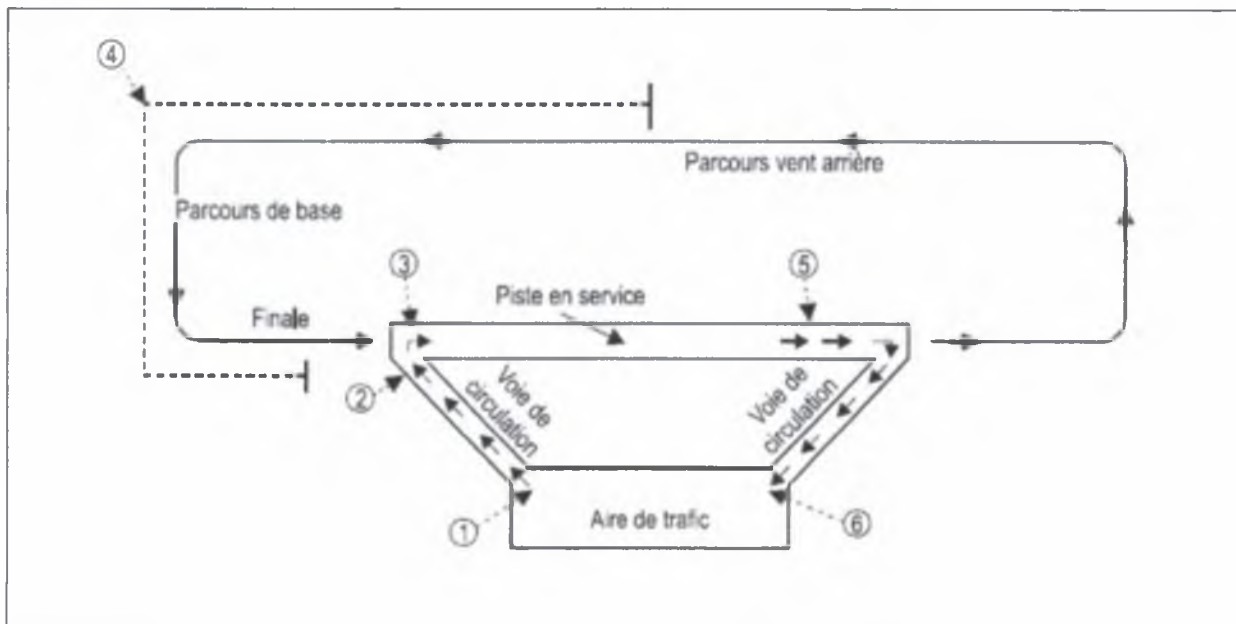 ④
Parcours vent arrière
Parcours de base
③
⑤
Piste en service
Finale
②
Voie de
circulation
Voie de
circulation
①
Aire de trafic
⑥